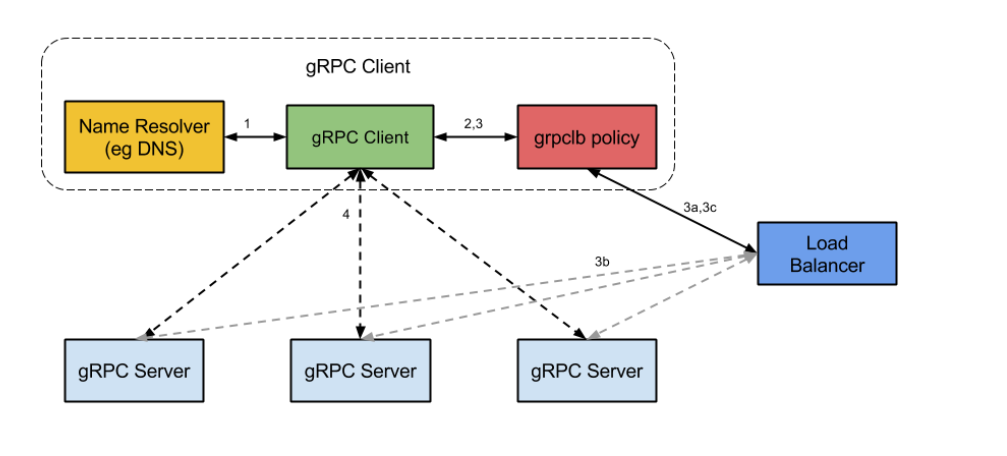 gRPC Client
Name Resolver
(eg DNS)
1
gRPC Client
2,3
grpclb policy
4
3a,3c
3b
Load
Balancer
gRPC Server
gRPC Server
gRPC Server